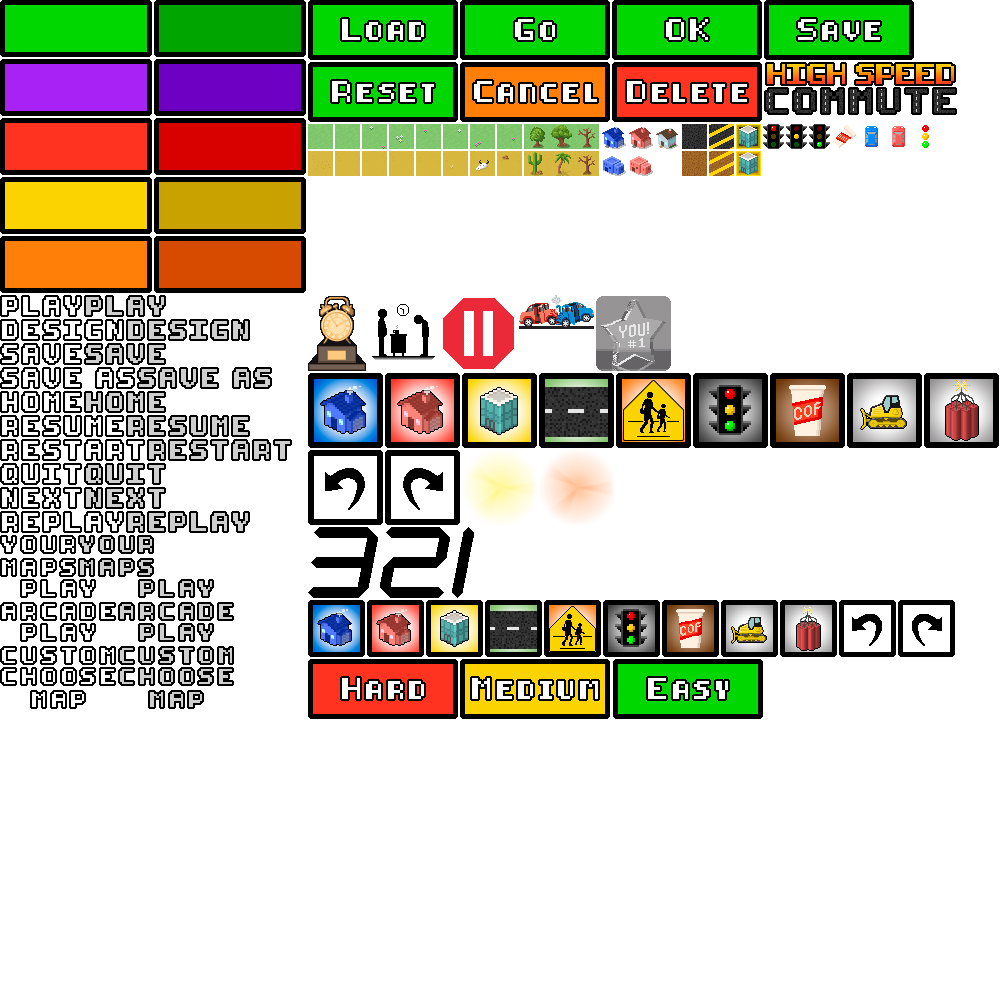 LOAD
GO
OK
SAVE
RESET
CANCEL
DELETE
HIGH SPEED
COMMUTE
PLAYPLAY
DESIGNDESIGN
SAVESAVE
SAVE ASSAVE AS
HOMEHOME
RESUMERESUME
RESTARTRESTART
QUITQUIT
NEXTNEXT
REPLAYREPLAY
YOURYOUR
MAPSMAPS
PLAY PLAY
ARCADEARCADE
PLAY PLAY
CUSTOMCUSTOM
CHOOSECHOOSE
MAP MAP
YOU!
#1
COF
321
COF
HARD
MEDIUM
EASY